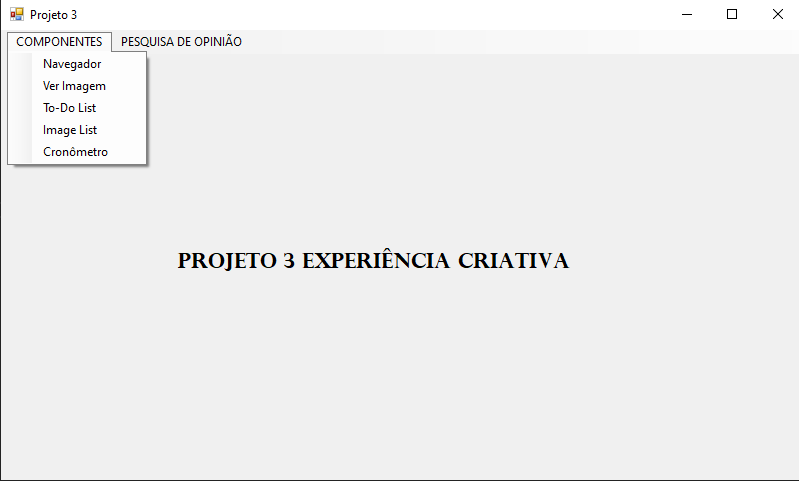 Projeto 3
COMPONENTES PESQUISA DE OPINIÃO
Navegador
Ver Imagem
To-Do List
Image List
Cronômetro
PROJETO 3 EXPERIÊNCIA CRIATIVA